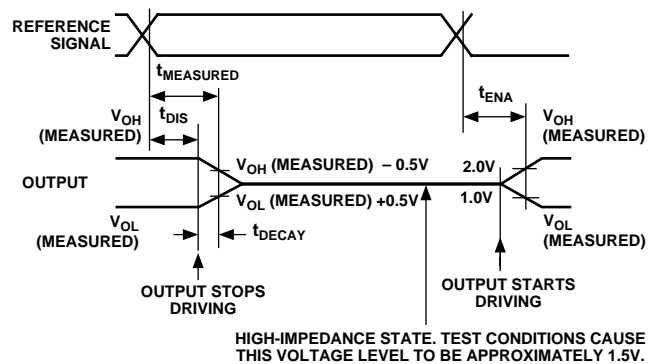 REFERENCE
SIGNAL
tMEASURED
tDIS
tENA
VOH
(MEASURED)
VOH
(MEASURED)
VOH (MEASURED) – 0.5V
2.0V
OUTPUT
VOL (MEASURED) +0.5V
1.0V
VOL
(MEASURED)
VOL
(MEASURED)
tDECAY
OUTPUT STOPS
DRIVING
OUTPUT STARTS
DRIVING
HIGH-IMPEDANCE STATE. TEST CONDITIONS CAUSE
THIS VOLTAGE LEVEL TO BE APPROXIMATELY 1.5V.